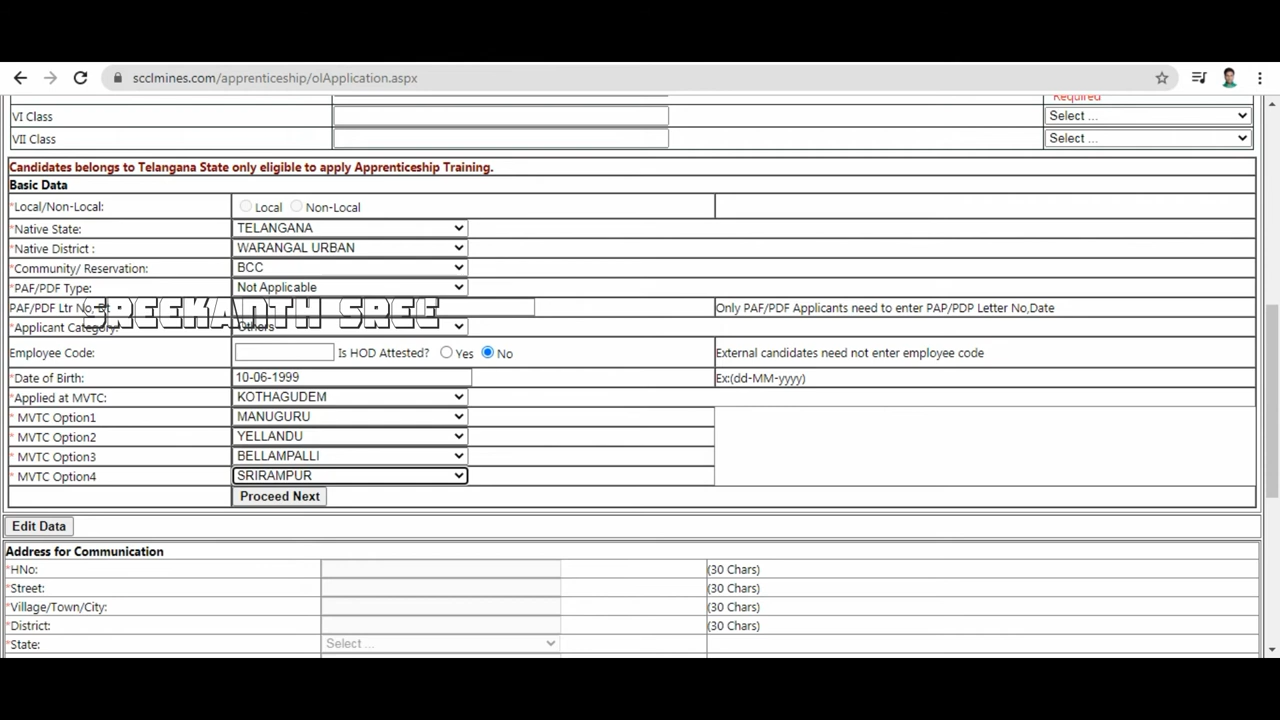 scclmines.com/apprenticeship/olApplication.aspx
Required
VI Class Select ...
VII Class Select ...
Candidates belongs to Telangana State only eligible to apply Apprenticeship Training.
Basic Data
*Local/Non-Local: Local Non-Local
*Native State: TELANGANA
*Native District : WARANGAL URBAN
*Community/ Reservation: BCC
*PAF/PDF Type: Not Applicable
PAF/PDF Ltr No, Dt Only PAF/PDF Applicants need to enter PAP/PDP Letter No,Date
SREEKANTH SREE
*Applicant Category: Others
Employee Code: Is HOD Attested? Yes No External candidates need not enter employee code
*Date of Birth: 10-06-1999 Ex:(dd-MM-yyyy)
*Applied at MVTC: KOTHAGUDEM
* MVTC Option1 MANUGURU
* MVTC Option2 YELLANDU
* MVTC Option3 BELLAMPALLI
* MVTC Option4 SRIRAMPUR
Proceed Next
Edit Data
Address for Communication
*HNo: (30 Chars)
*Street: (30 Chars)
*Village/Town/City: (30 Chars)
*District: (30 Chars)
*State: Select ...